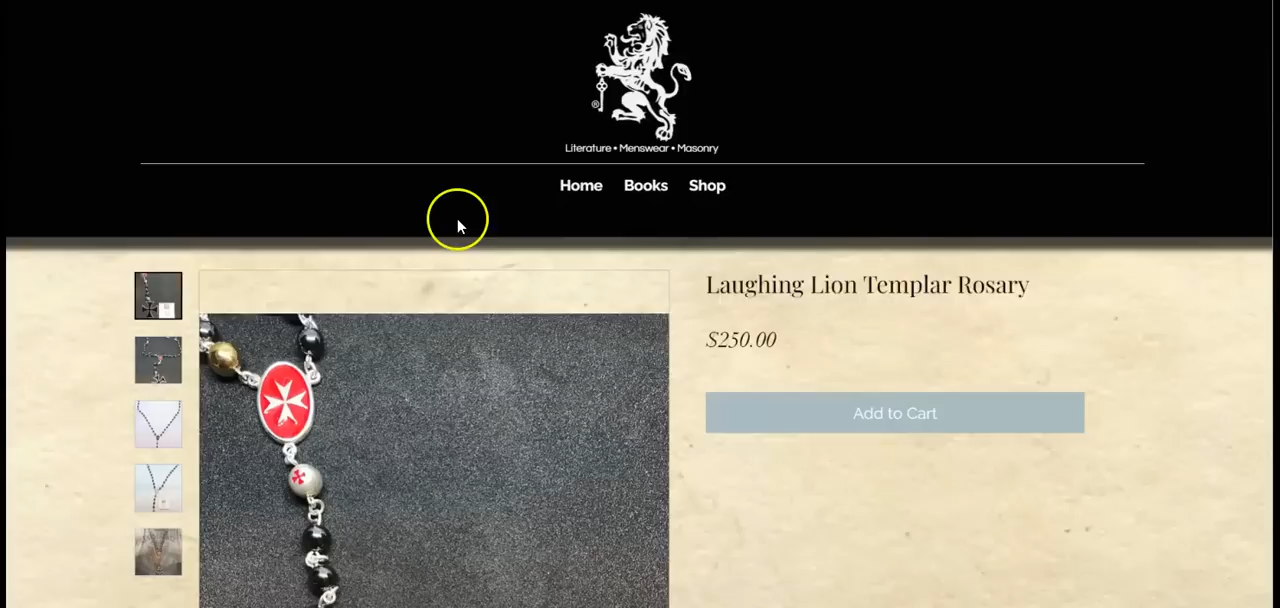 ®
Literature • Menswear • Masonry
Home Books Shop
Laughing Lion Templar Rosary
$250.00
Add to Cart